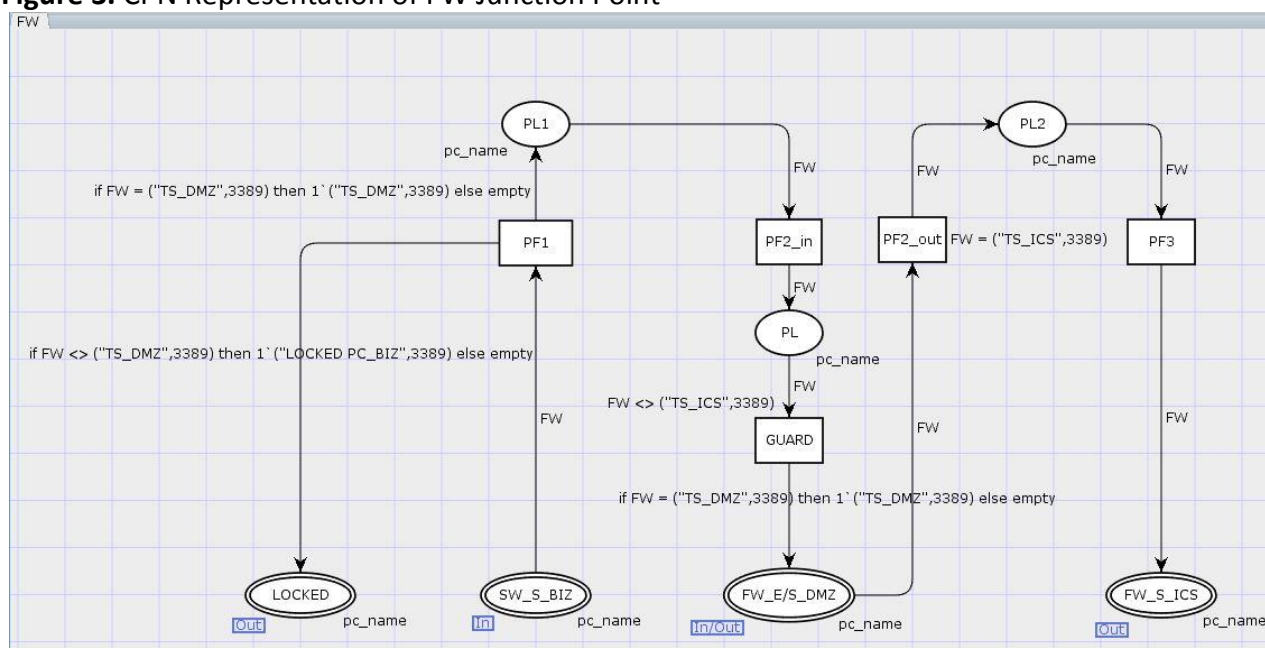 Figure 3. CPN Representation of FW Junction Point
FW
PL1
pc_name
PL2
pc_name
FW
FW
FW
if FW = ("TS_DMZ",3389) then 1`("TS_DMZ",3389) else empty
PF1
PF2_in
PF2_out
FW = ("TS_ICS",3389)
PF3
FW
PL
pc_name
if FW <> ("TS_DMZ",3389) then 1`("LOCKED PC_BIZ",3389) else empty
FW
FW <> ("TS_ICS",3389)
FW
FW
FW
GUARD
if FW = ("TS_DMZ",3389) then 1`("TS_DMZ",3389) else empty
LOCKED
SW_S_BIZ
FW_E/S_DMZ
FW_S_ICS
Out
pc_name
In
pc_name
In/Out
pc_name
Out
pc_name